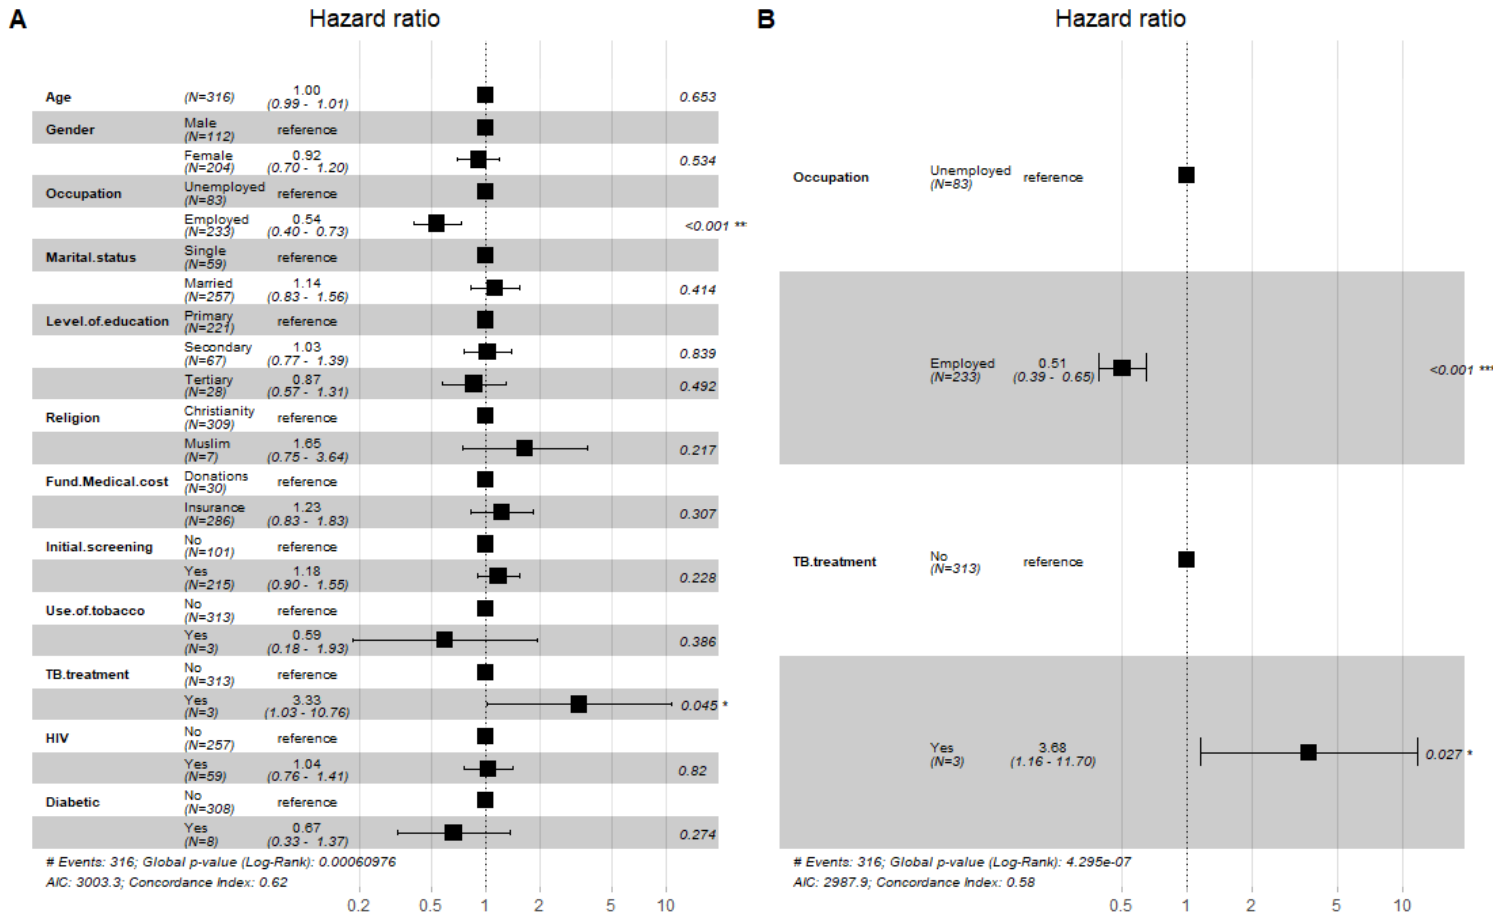 A
Hazard ratio
Age (N=316) 1.00 (0.99 - 1.01) 0.653
Gender Male (N=112) reference
Female (N=204) 0.92 (0.70 - 1.20) 0.534
Occupation Unemployed (N=83) reference
Employed (N=233) 0.54 (0.40 - 0.73) <0.001 **
Marital.status Single (N=59) reference
Married (N=257) 1.14 (0.83 - 1.56) 0.414
Level.of.education Primary (N=221) reference
Secondary (N=67) 1.03 (0.77 - 1.39) 0.839
Tertiary (N=28) 0.87 (0.57 - 1.31) 0.492
Religion Christianity (N=309) reference
Muslim (N=7) 1.65 (0.75 - 3.64) 0.217
Fund.Medical.cost Donations (N=30) reference
Insurance (N=286) 1.23 (0.83 - 1.83) 0.307
Initial.screening No (N=101) reference
Yes (N=215) 1.18 (0.90 - 1.55) 0.228
Use.of.tobacco No (N=313) reference
Yes (N=3) 0.59 (0.18 - 1.93) 0.386
TB.treatment No (N=313) reference
Yes (N=3) 3.33 (1.03 - 10.76) 0.045 *
HIV No (N=257) reference
Yes (N=59) 1.04 (0.76 - 1.41) 0.82
Diabetic No (N=308) reference
Yes (N=8) 0.67 (0.33 - 1.37) 0.274
# Events: 316; Global p-value (Log-Rank): 0.00060976
AIC: 3003.3; Concordance Index: 0.62
0.2 0.5 1 2 5 10
B
Hazard ratio
Occupation Unemployed (N=83) reference
Employed (N=233) 0.51 (0.39 - 0.65) <0.001 ***
TB.treatment No (N=313) reference
Yes (N=3) 3.68 (1.16 - 11.70) 0.027 *
# Events: 316; Global p-value (Log-Rank): 4.295e-07
AIC: 2987.9; Concordance Index: 0.58
0.5 1 2 5 10